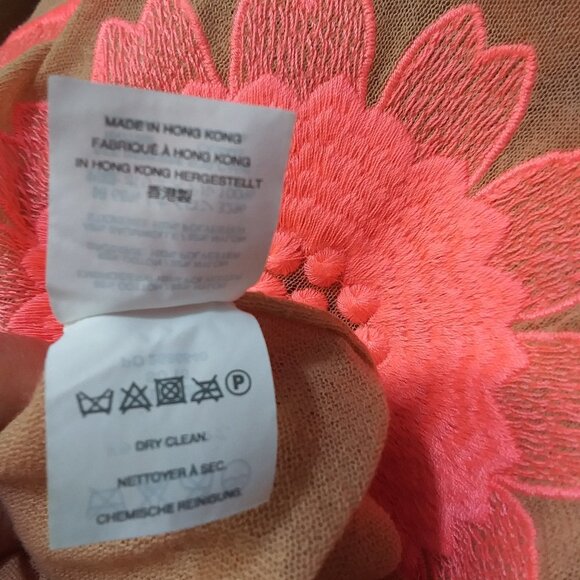 MADE IN HONG KONG
FABRIQUÉ À HONG KONG
IN HONG KONG HERGESTELLT
香港製
P
DRY CLEAN.
NETTOYER À SEC.
CHEMISCHE REINIGUNG.